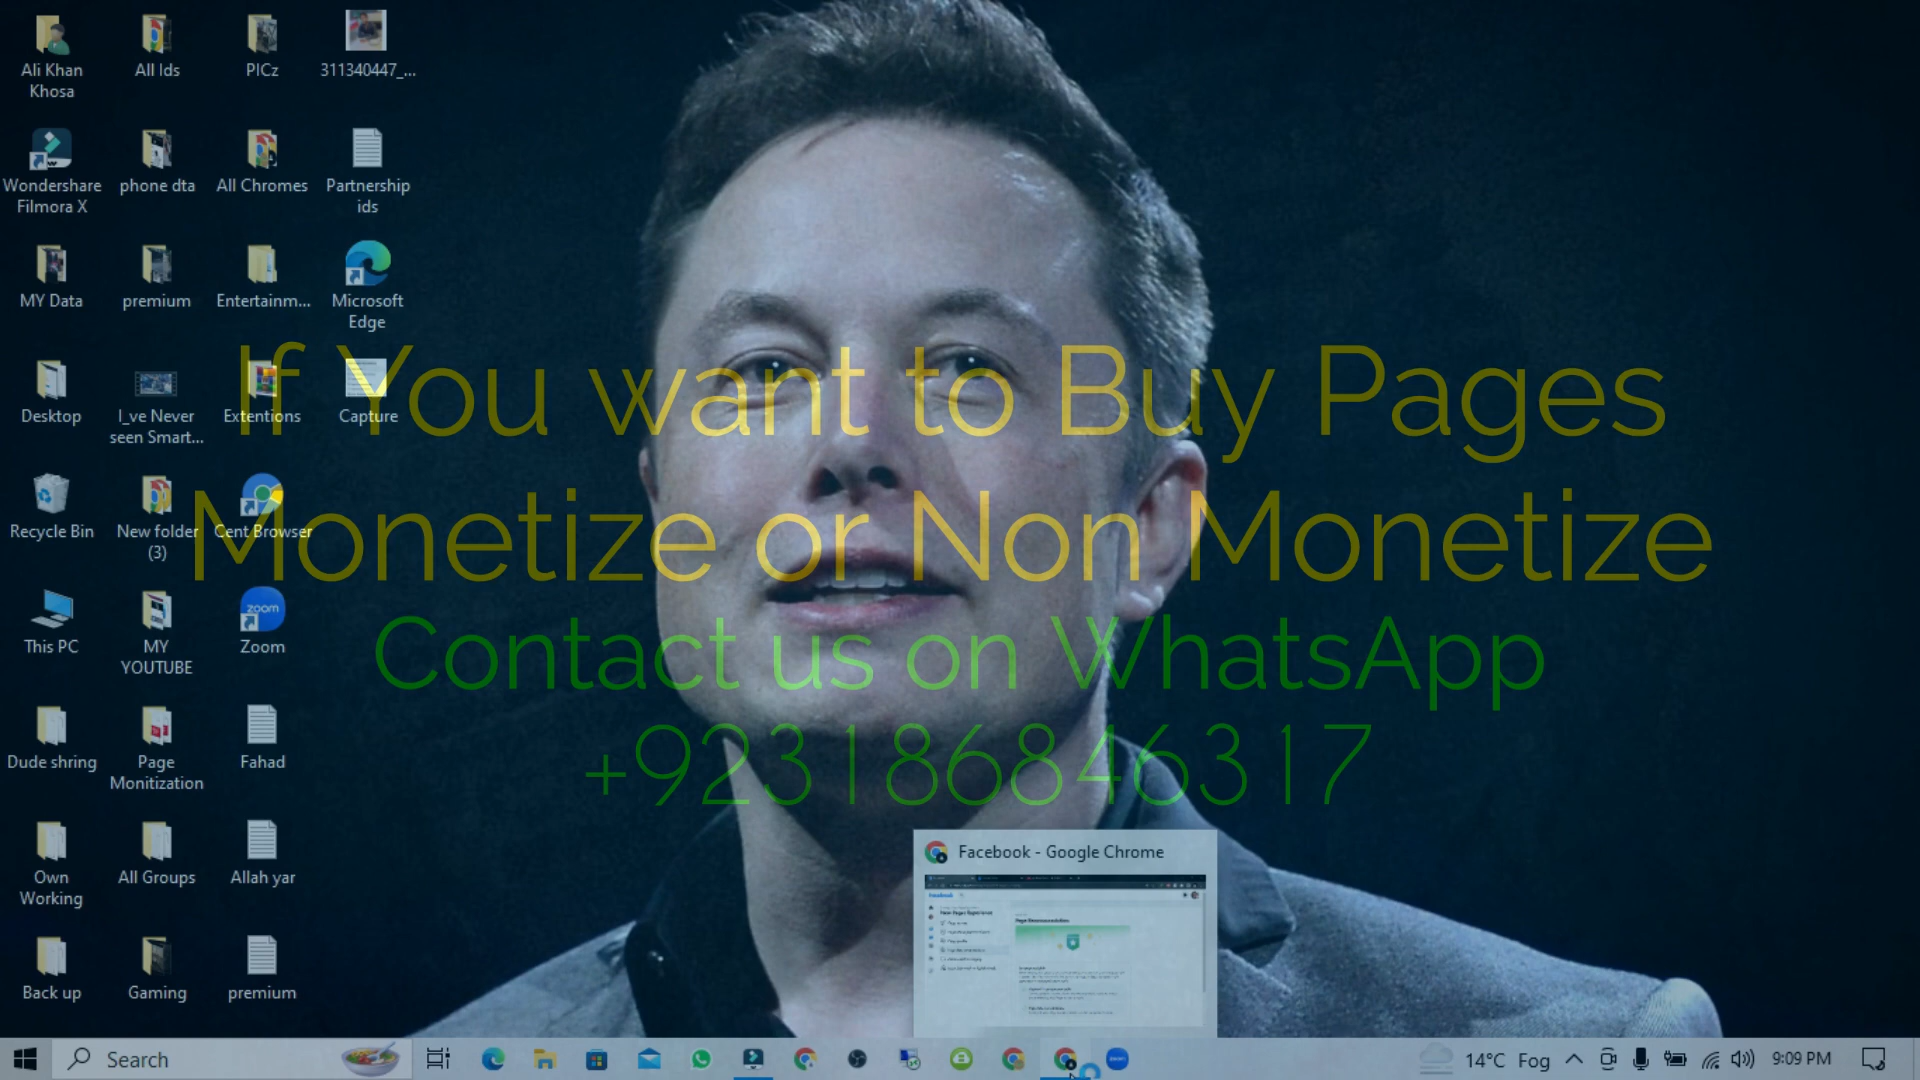 Ali Khan
Khosa
All Ids
PICz
311340447_...
Wondershare
Filmora X
phone dta
All Chromes
Partnership
ids
MY Data
premium
Entertainm...
Microsoft
Edge
Desktop
I_ve Never
seen Smart...
Extentions
Capture
Recycle Bin
New folder
(3)
Cent Browser
This PC
MY
YOUTUBE
zoom
Zoom
Dude shring
Page
Monitization
Fahad
Own
Working
All Groups
Allah yar
Back up
Gaming
premium
If You want to Buy Pages
Monetize or Non Monetize
Contact us on WhatsApp
+923186846317
Facebook - Google Chrome
Search
14°C Fog
9:09 PM